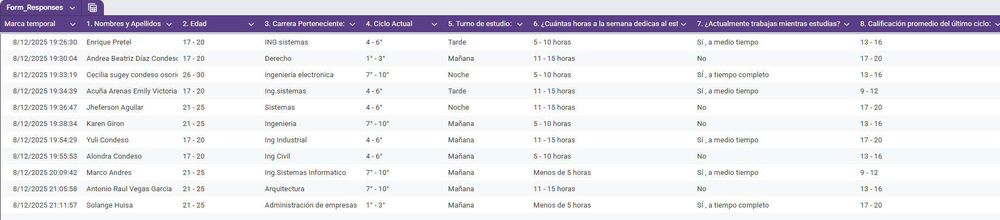 Form_Responses
Marca temporal 1. Nombres y Apellidos 2. Edad 3. Carrera Perteneciente: 4. Ciclo Actual 5. Turno de estudio: 6. ¿Cuántas horas a la semana dedicas al est 7. ¿Actualmente trabajas mientras estudias? 8. Calificación promedio del último ciclo:
8/12/2025 19:26:30 Enrique Pretel 17 - 20 ING sistemas 4 - 6° Tarde 5 - 10 horas Sí , a medio tiempo 13 - 16
8/12/2025 19:30:04 Andrea Beatriz Díaz Condeso 17 - 20 Derecho 1° - 3° Mañana 11 - 15 horas No 17 - 20
8/12/2025 19:33:19 Cecilia sugey condeso osorio 26 - 30 ingenieria electronica 7° - 10° Noche 5 - 10 horas SÍ , a tiempo completo 13 - 16
8/12/2025 19:34:39 Acuña Arenas Emily Victoria 17 - 20 Ing.sistemas 4 - 6° Tarde 11 - 15 horas Sí , a medio tiempo 9 - 12
8/12/2025 19:36:47 Jheferson Aguilar 21 - 25 Sistemas 4 - 6° Noche 11 - 15 horas No 17 - 20
8/12/2025 19:38:34 Karen Giron 21 - 25 Ingenieria 7° - 10° Mañana 5 - 10 horas No 13 - 16
8/12/2025 19:54:29 Yuli Condeso 17 - 20 Ing Industrial 4 - 6° Mañana 11 - 15 horas Sí , a medio tiempo 17 - 20
8/12/2025 19:55:53 Alondra Condeso 17 - 20 Ing Civil 4 - 6° Mañana 5 - 10 horas No 13 - 16
8/12/2025 20:09:42 Marco Andres 21 - 25 Ing.Sistemas Informatico 7° - 10° Mañana Menos de 5 horas Sí , a medio tiempo 9 - 12
8/12/2025 21:05:58 Antonio Raul Vegas Garcia 21 - 25 Arquitectura 7° - 10° Mañana 11 - 15 horas No 13 - 16
8/12/2025 21:11:57 Solange Huisa 21 - 25 Administración de empresas 1° - 3° Mañana Menos de 5 horas SÍ , a tiempo completo 17 - 20